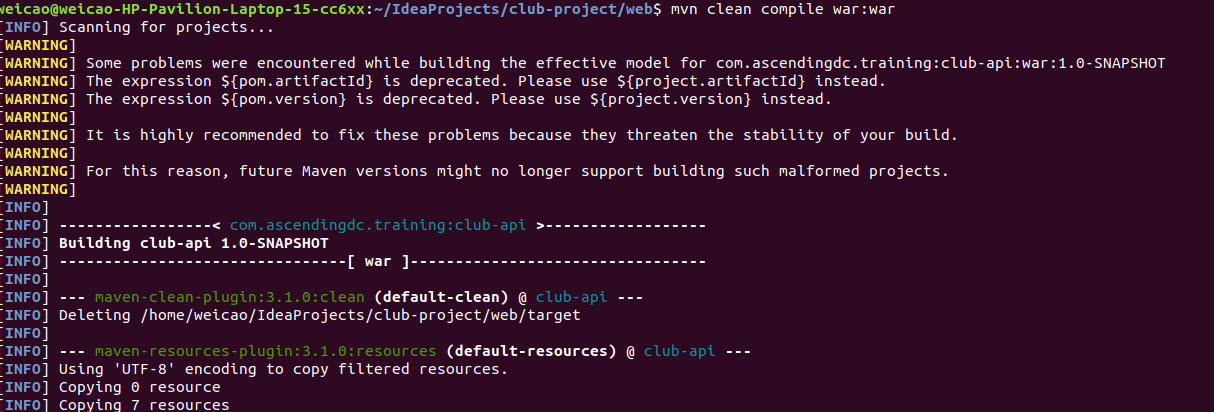 weicao@weicao-HP-Pavilion-Laptop-15-cc6xx:~/IdeaProjects/club-project/web$ mvn clean compile war:war
[INFO] Scanning for projects...
[WARNING]
[WARNING] Some problems were encountered while building the effective model for com.ascendingdc.training:club-api:war:1.0-SNAPSHOT
[WARNING] The expression ${pom.artifactId} is deprecated. Please use ${project.artifactId} instead.
[WARNING] The expression ${pom.version} is deprecated. Please use ${project.version} instead.
[WARNING]
[WARNING] It is highly recommended to fix these problems because they threaten the stability of your build.
[WARNING]
[WARNING] For this reason, future Maven versions might no longer support building such malformed projects.
[WARNING]
[INFO]
[INFO] -----------------< com.ascendingdc.training:club-api >------------------
[INFO] Building club-api 1.0-SNAPSHOT
[INFO] --------------------------------[ war ]---------------------------------
[INFO]
[INFO] --- maven-clean-plugin:3.1.0:clean (default-clean) @ club-api ---
[INFO] Deleting /home/weicao/IdeaProjects/club-project/web/target
[INFO]
[INFO] --- maven-resources-plugin:3.1.0:resources (default-resources) @ club-api ---
[INFO] Using 'UTF-8' encoding to copy filtered resources.
[INFO] Copying 0 resource
[INFO] Copying 7 resources